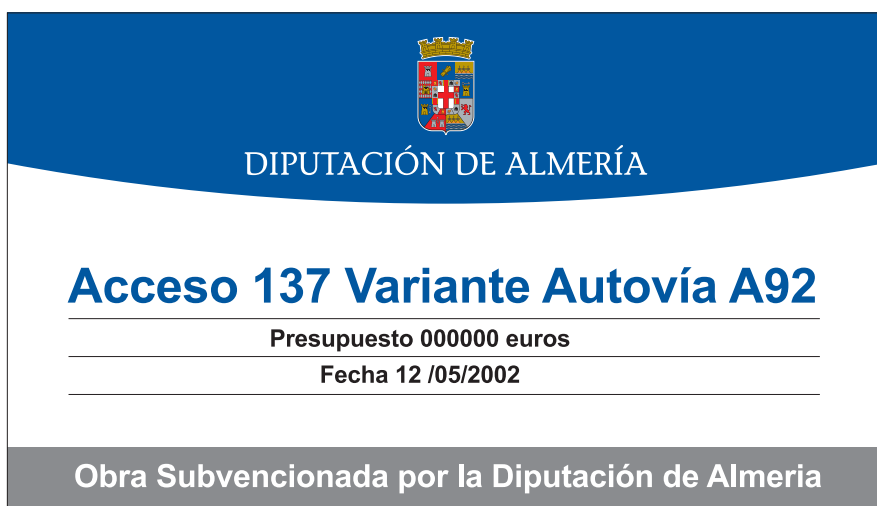 DIPUTACIÓN DE ALMERÍA
Acceso 137 Variante Autovía A92
Presupuesto 000000 euros
Fecha 12 /05/2002
Obra Subvencionada por la Diputación de Almeria